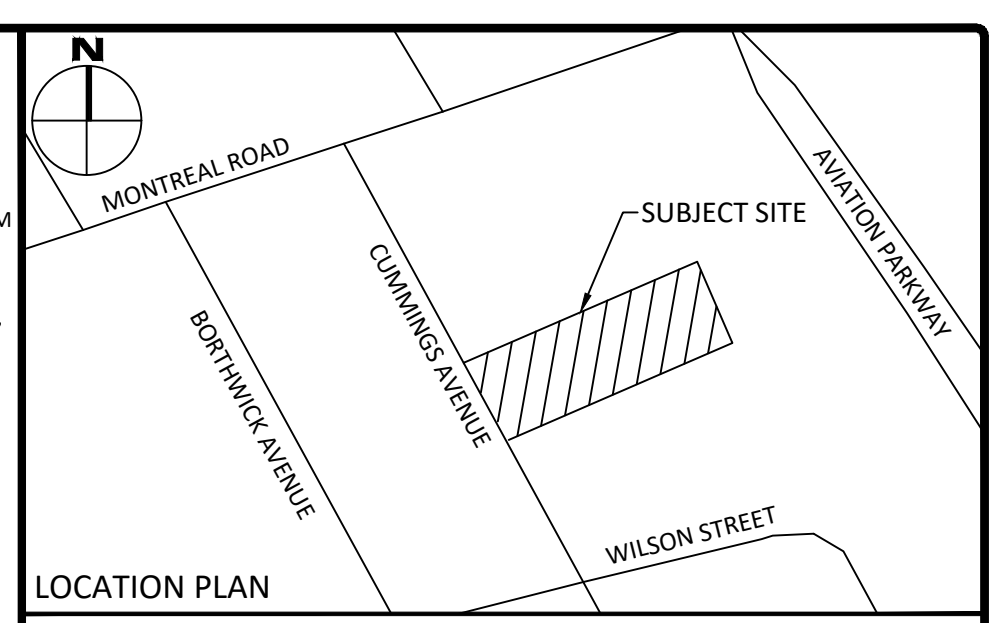 N
MONTREAL ROAD
M
SUBJECT SITE
AVIATION PARKWAY
CUMMINGS AVENUE
BORTHWICK AVENUE
WILSON STREET
LOCATION PLAN